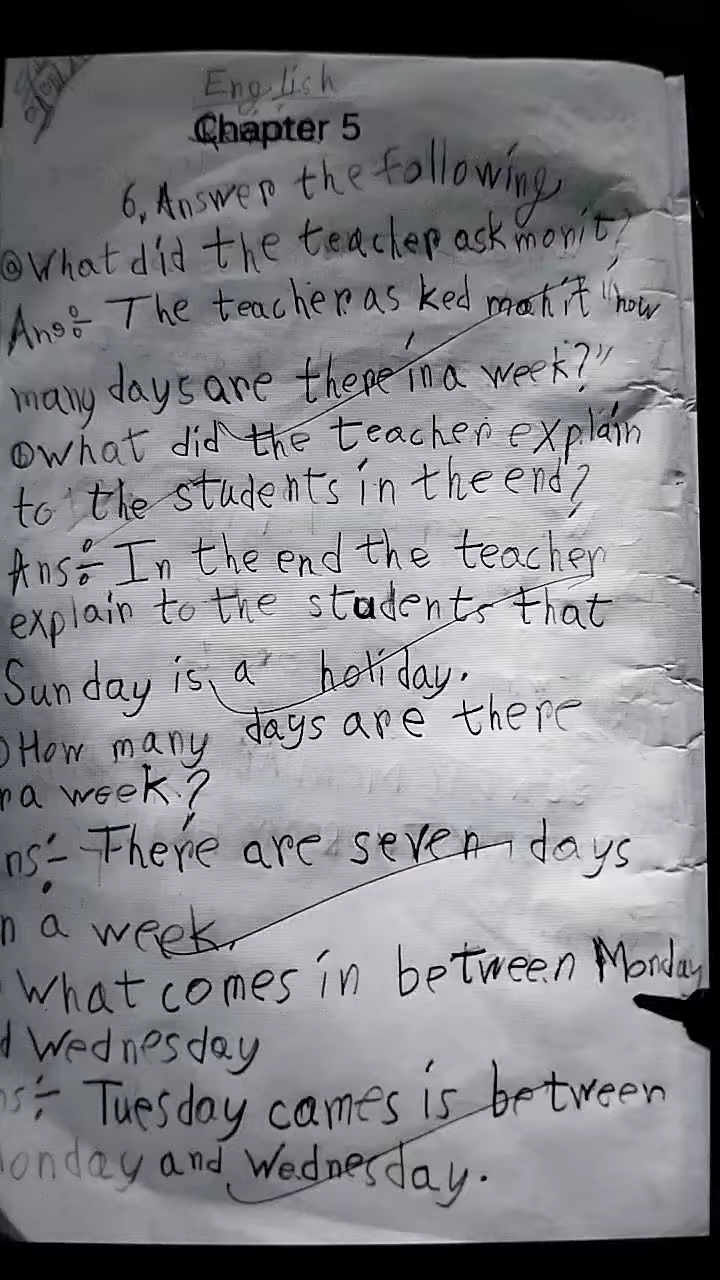 English
Chapter 5
6, Answer the following,
ⓐ What did the teacher ask monit?
Ans÷ The teacher asked mohit "how
many days are there in a week?"
ⓑ what did the teacher explain
to the students in the end?
Ans÷ In the end the teacher
explain to the students that
Sunday is a holiday.
) How many days are there
n a week?
ns÷ There are seven days
n a week.
What comes in between Monday
d Wednesday
ns÷ Tuesday cames is between
onday and Wednesday.